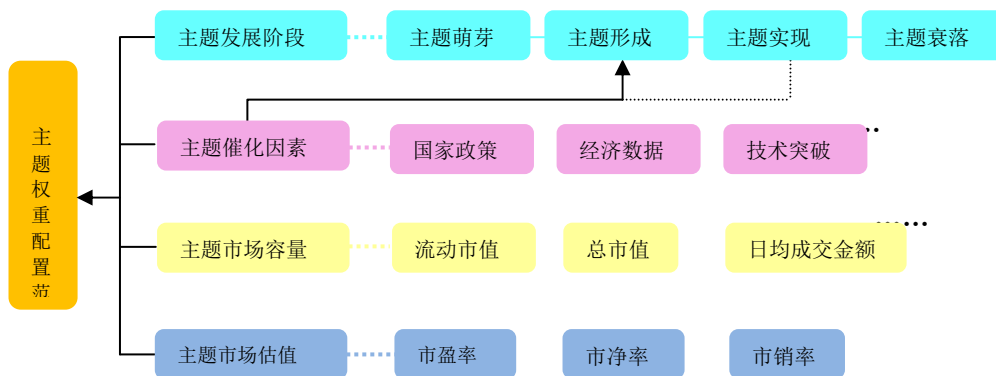 主题权重配置范
主题发展阶段 主题萌芽 主题形成 主题实现 主题衰落
主题催化因素 国家政策 经济数据 技术突破 ..
主题市场容量 流动市值 总市值 日均成交金额 ......
主题市场估值 市盈率 市净率 市销率